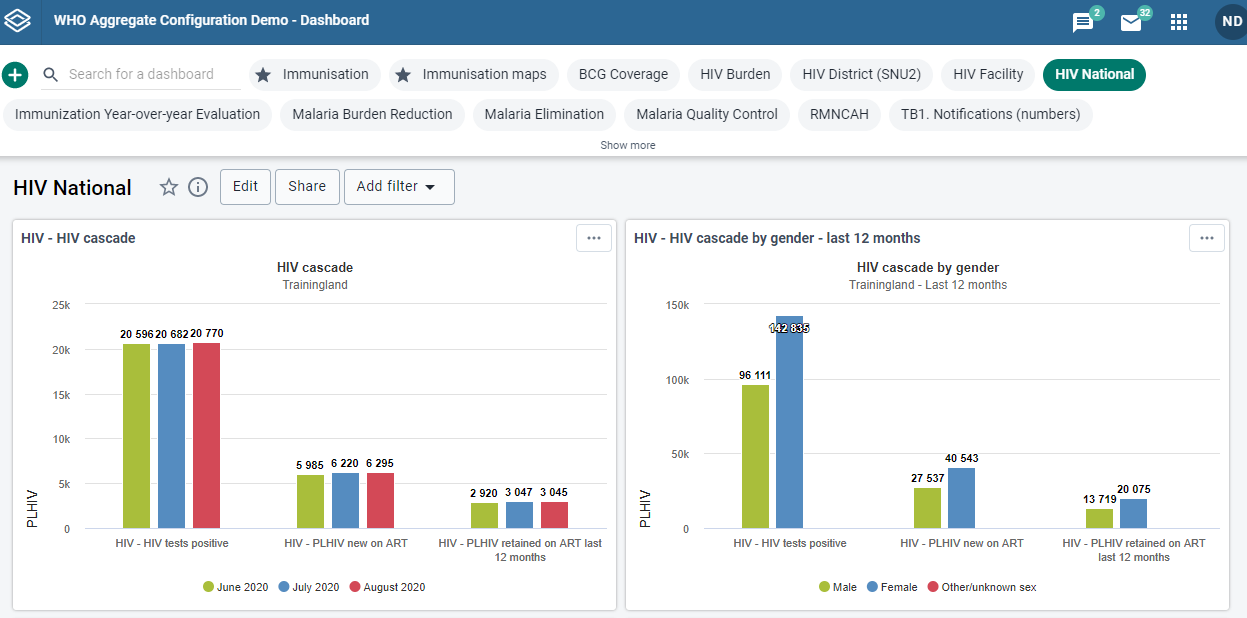 WHO Aggregate Configuration Demo - Dashboard
2
32
ND
Search for a dashboard
Immunisation
Immunisation maps
BCG Coverage
HIV Burden
HIV District (SNU2)
HIV Facility
HIV National
Immunization Year-over-year Evaluation
Malaria Burden Reduction
Malaria Elimination
Malaria Quality Control
RMNCAH
TB1. Notifications (numbers)
Show more
HIV National
Edit
Share
Add filter
HIV - HIV cascade
HIV cascade
Trainingland
25k
20k
15k
10k
5k
0
PLHIV
20 596
20 682
20 770
5 985
6 220
6 295
2 920
3 047
3 045
HIV - HIV tests positive
HIV - PLHIV new on ART
HIV - PLHIV retained on ART last
12 months
June 2020
July 2020
August 2020
HIV - HIV cascade by gender - last 12 months
HIV cascade by gender
Trainingland - Last 12 months
150k
100k
50k
0
PLHIV
96 111
142 835
27 537
40 543
13 719
20 075
HIV - HIV tests positive
HIV - PLHIV new on ART
HIV - PLHIV retained on ART
last 12 months
Male
Female
Other/unknown sex